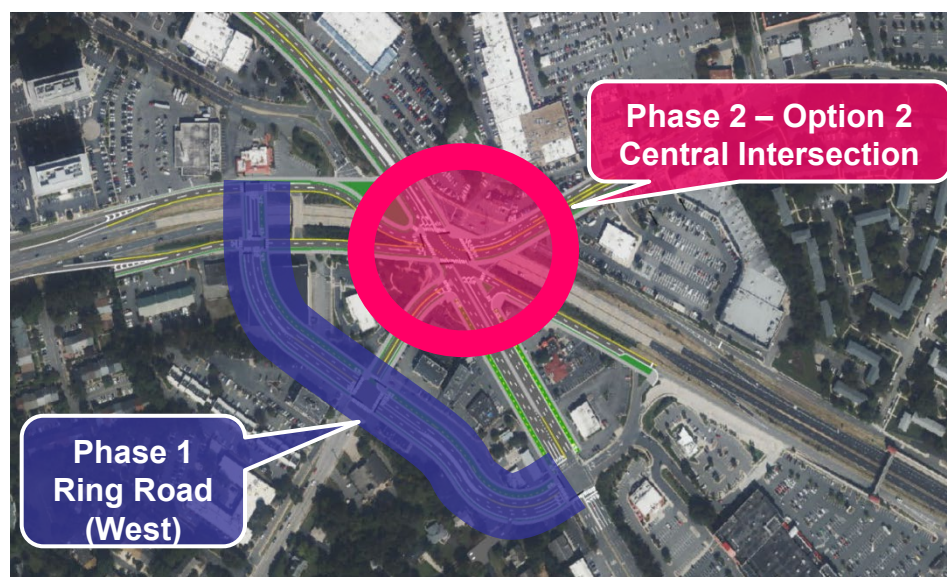 Phase 2 – Option 2
Central Intersection
Phase 1
Ring Road
(West)